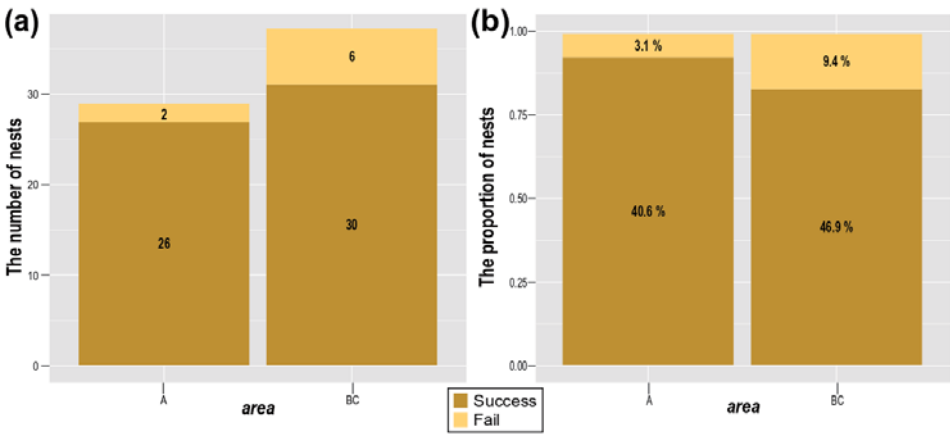 (a)
The number of nests
30
20
10
0
6
2
26
30
A
BC
area
(b)
The proportion of nests
1.00
0.75
0.50
0.25
0.00
3.1 %
9.4 %
40.6 %
46.9 %
A
BC
area
Success
Fail